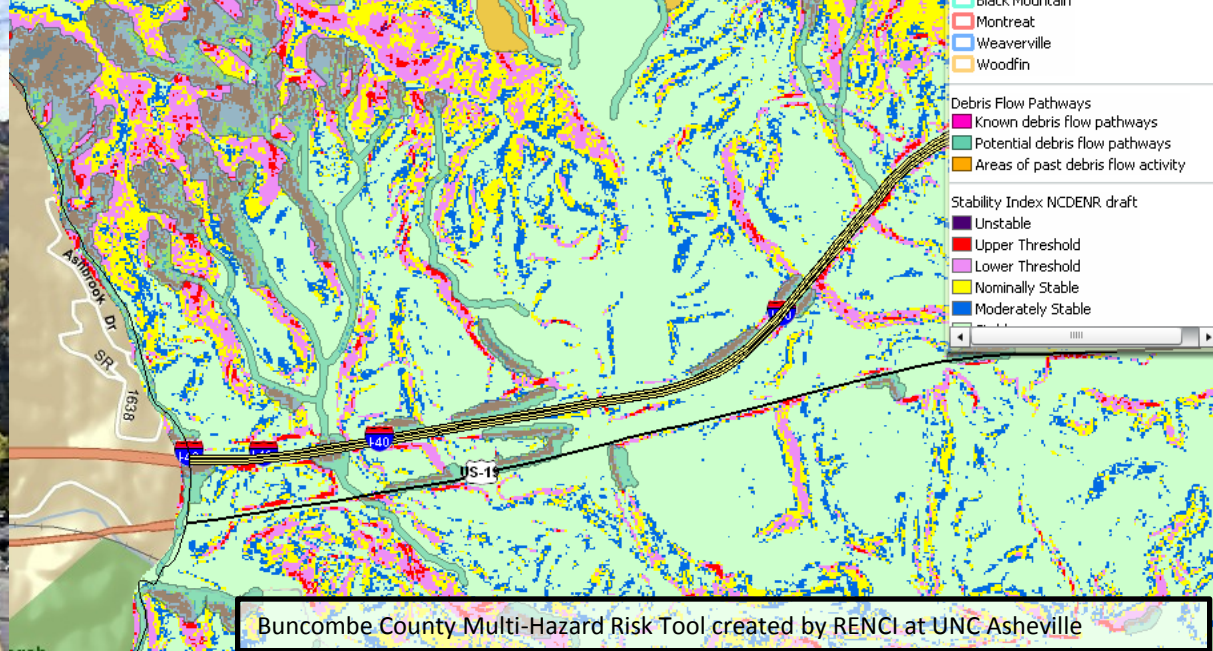 Black Mountain
Montreat
Weaverville
Woodfin
Debris Flow Pathways
Known debris flow pathways
Potential debris flow pathways
Areas of past debris flow activity
Stability Index NCDENR draft
Unstable
Upper Threshold
Lower Threshold
Nominally Stable
Moderately Stable
Ashbrook Dr
SR 1638
I-40
US-19
Buncombe County Multi-Hazard Risk Tool created by RENCI at UNC Asheville